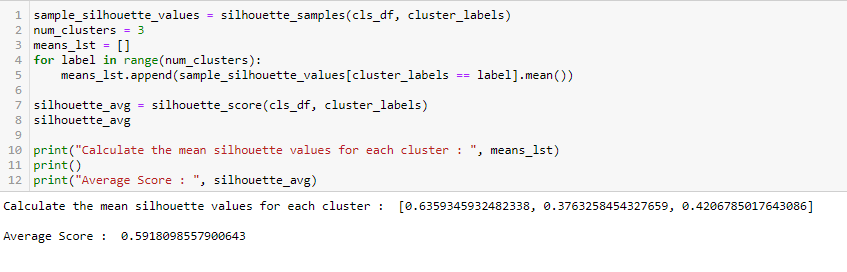 1 sample_silhouette_values = silhouette_samples(cls_df, cluster_labels)
2 num_clusters = 3
3 means_lst = []
4 for label in range(num_clusters):
5     means_lst.append(sample_silhouette_values[cluster_labels == label].mean())
6
7 silhouette_avg = silhouette_score(cls_df, cluster_labels)
8 silhouette_avg
9
10 print("Calculate the mean silhouette values for each cluster : ", means_lst)
11 print()
12 print("Average Score : ", silhouette_avg)
Calculate the mean silhouette values for each cluster :  [0.6359345932482338, 0.3763258454327659, 0.4206785017643086]
Average Score :  0.5918098557900643